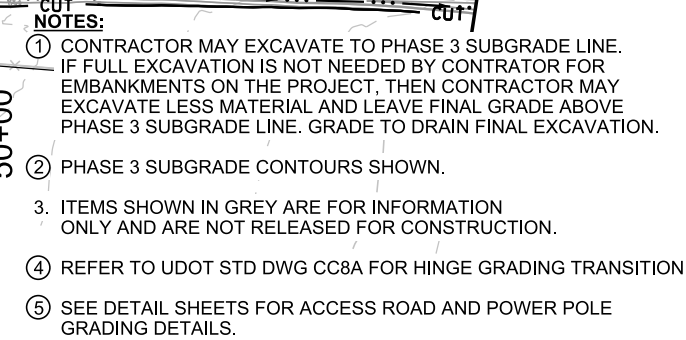 CUT
CUT
NOTES:
① CONTRACTOR MAY EXCAVATE TO PHASE 3 SUBGRADE LINE.
IF FULL EXCAVATION IS NOT NEEDED BY CONTRATOR FOR
EMBANKMENTS ON THE PROJECT, THEN CONTRACTOR MAY
EXCAVATE LESS MATERIAL AND LEAVE FINAL GRADE ABOVE
PHASE 3 SUBGRADE LINE. GRADE TO DRAIN FINAL EXCAVATION.
② PHASE 3 SUBGRADE CONTOURS SHOWN.
3. ITEMS SHOWN IN GREY ARE FOR INFORMATION
ONLY AND ARE NOT RELEASED FOR CONSTRUCTION.
④ REFER TO UDOT STD DWG CC8A FOR HINGE GRADING TRANSITION
⑤ SEE DETAIL SHEETS FOR ACCESS ROAD AND POWER POLE
GRADING DETAILS.